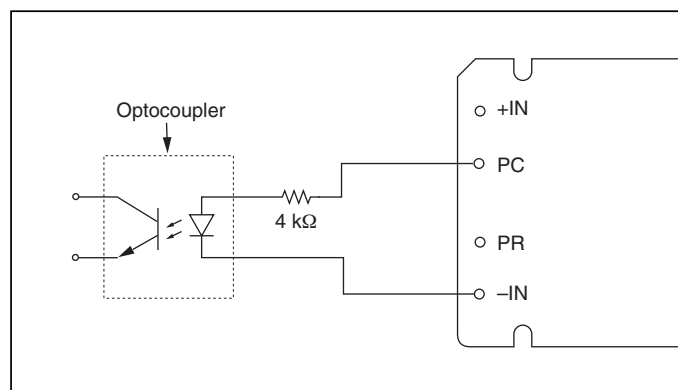 Optocoupler
4 kΩ
+IN
PC
PR
–IN